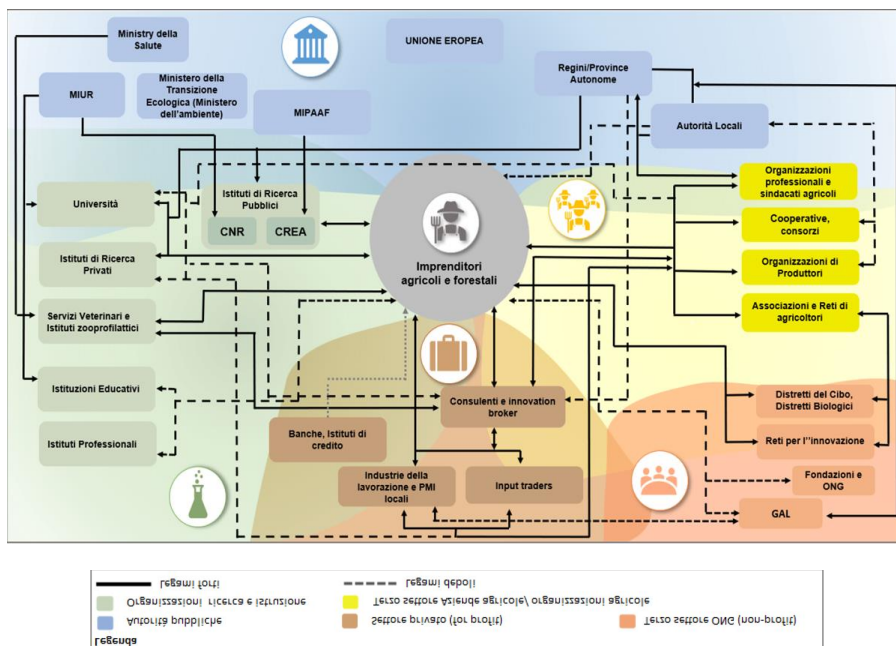 Ministry della
Salute
UNIONE EROPEA
Regini/Province
Autonome
MIUR
Ministero della
Transizione
Ecologica (Ministero
dell'ambiente)
MIPAAF
Autorità Locali
Organizzazioni
professionali e
sindacati agricoli
Università
Istituti di Ricerca
Pubblici
CNR
CREA
Cooperative,
consorzi
Istituti di Ricerca
Privati
Imprenditori
agricoli e forestali
Organizzazioni di
Produttori
Servizi Veterinari e
Istituti zooprofilattici
Associazioni e Reti di
agricoltori
Istituzioni Educativi
Consulenti e innovation
broker
Distretti del Cibo,
Distretti Biologici
Istituti Professionali
Banche, Istituti di
credito
Reti per l''innovazione
Industrie della
lavorazione e PMI
locali
Input traders
Fondazioni e
ONG
GAL
Legenda
Autorità pubbliche
Settore privato (for profit)
Terzo settore ONG (non-profit)
Organizzazioni ricerca e istruzione
Terzo settore Aziende agricole/ organizzazioni agricole
Legami forti
Legami deboli